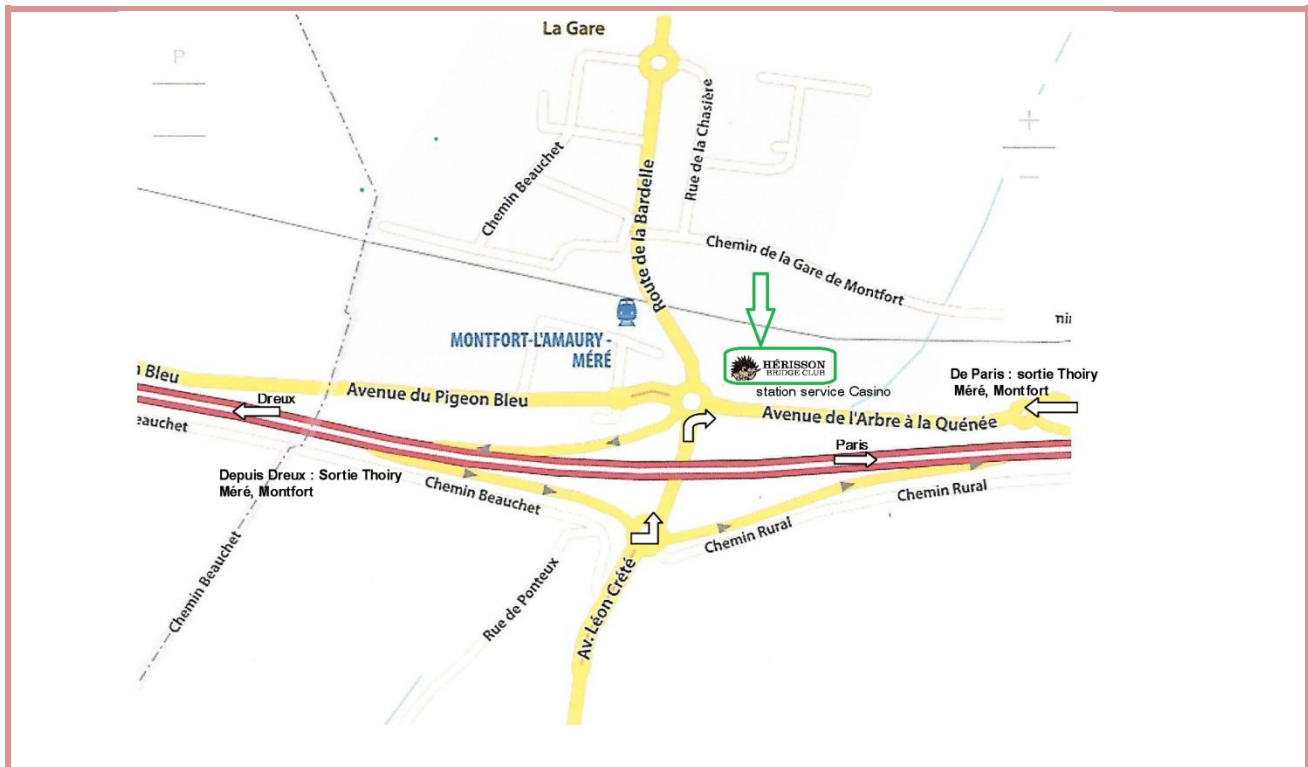 La Gare
P
Chemin Beauchet
Rue de la Chasière
Route de la Bardelle
Chemin de la Gare de Montfort
MONTFORT-L'AMAURY -
MÉRÉ
HÉRISSON
BRIDGE CLUB
station service Casino
De Paris : sortie Thoiry
Méré, Montfort
Bleu
Avenue du Pigeon Bleu
Avenue de l'Arbre à la Quénée
Dreux
Paris
eauchet
Depuis Dreux : Sortie Thoiry
Méré, Montfort
Chemin Beauchet
Chemin Rural
Chemin Rural
Chemin Beauchet
Rue de Ponteux
Av. Léon Crété